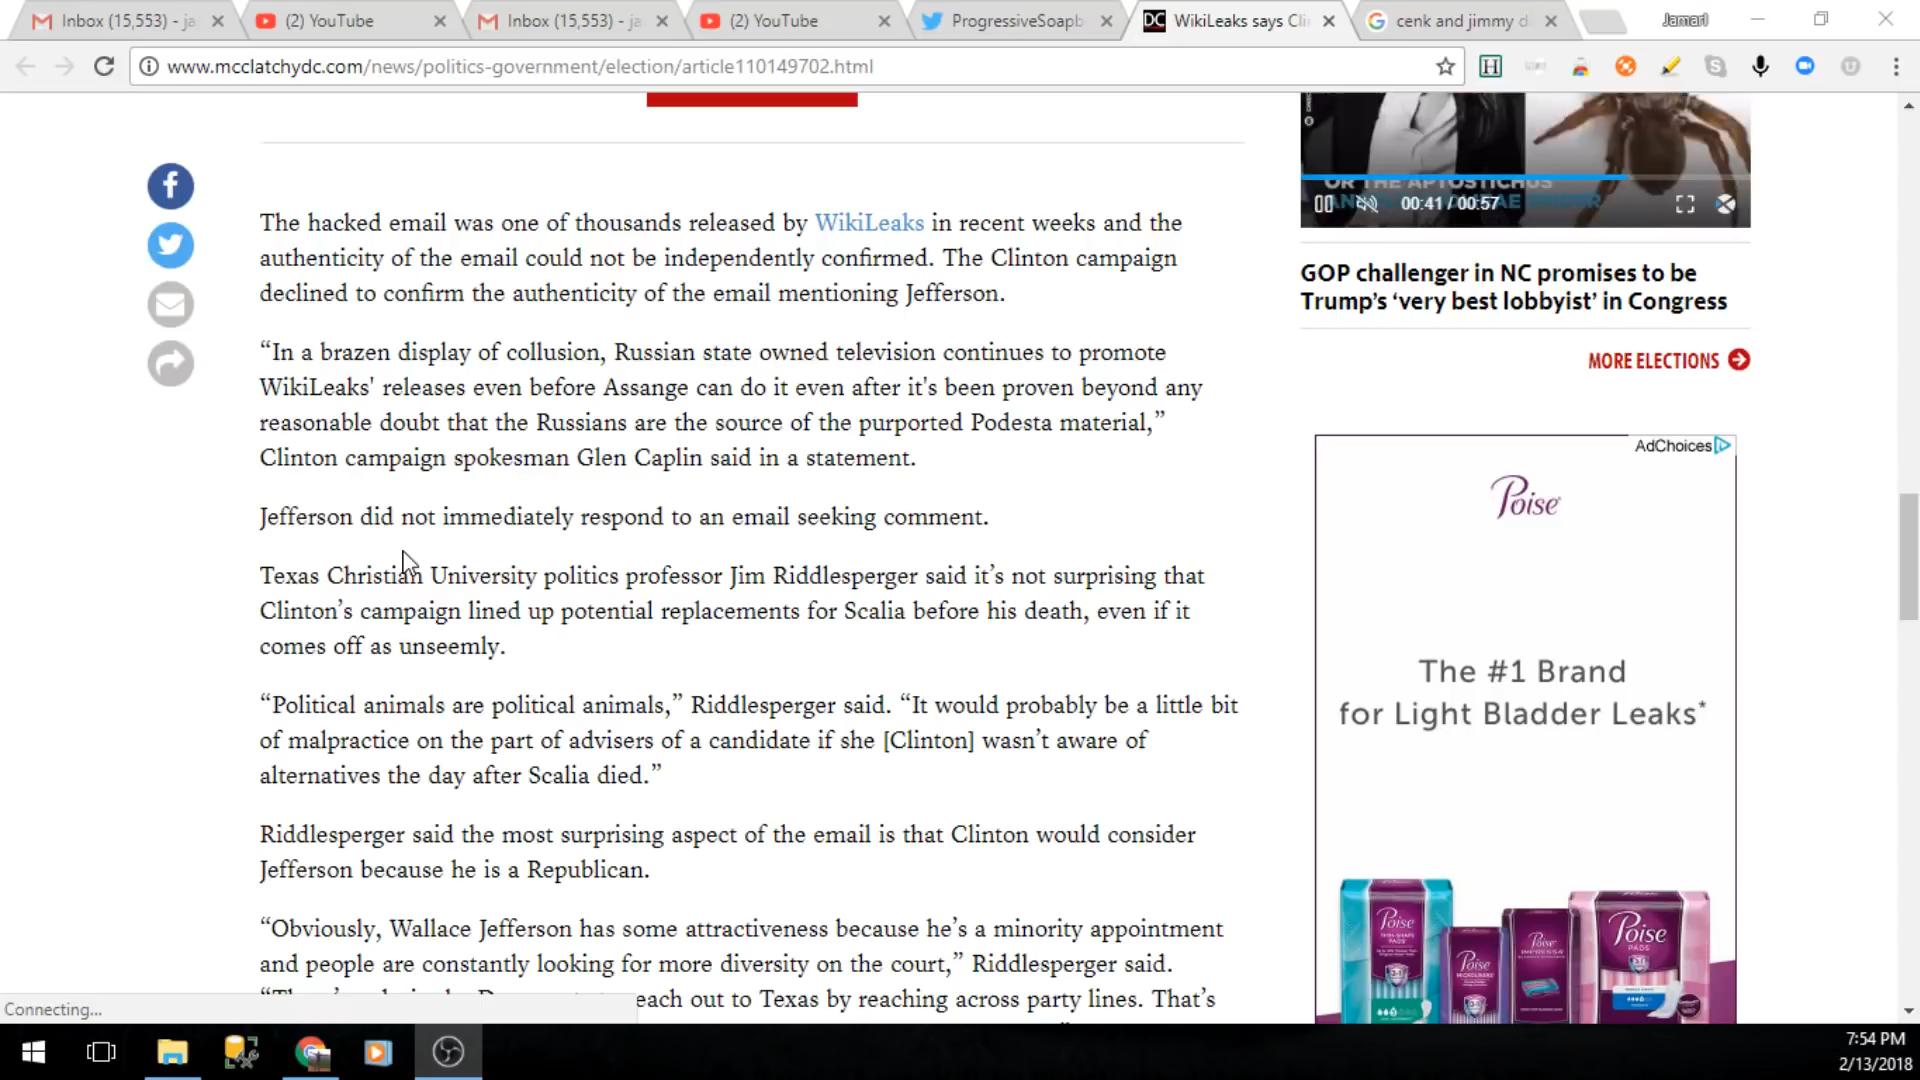 Inbox (15,553) - ja
(2) YouTube
Inbox (15,553) - ja
(2) YouTube
ProgressiveSoapb
DC
WikiLeaks says Cli
cenk and jimmy d
Jamarl
www.mcclatchydc.com/news/politics-government/election/article110149702.html
The hacked email was one of thousands released by WikiLeaks in recent weeks and the
authenticity of the email could not be independently confirmed. The Clinton campaign
declined to confirm the authenticity of the email mentioning Jefferson.
“In a brazen display of collusion, Russian state owned television continues to promote
WikiLeaks' releases even before Assange can do it even after it's been proven beyond any
reasonable doubt that the Russians are the source of the purported Podesta material,”
Clinton campaign spokesman Glen Caplin said in a statement.
Jefferson did not immediately respond to an email seeking comment.
Texas Christian University politics professor Jim Riddlesperger said it’s not surprising that
Clinton’s campaign lined up potential replacements for Scalia before his death, even if it
comes off as unseemly.
“Political animals are political animals,” Riddlesperger said. “It would probably be a little bit
of malpractice on the part of advisers of a candidate if she [Clinton] wasn’t aware of
alternatives the day after Scalia died.”
Riddlesperger said the most surprising aspect of the email is that Clinton would consider
Jefferson because he is a Republican.
“Obviously, Wallace Jefferson has some attractiveness because he’s a minority appointment
and people are constantly looking for more diversity on the court,” Riddlesperger said.
each out to Texas by reaching across party lines. That’s
Connecting...
OR THE APTOSTICHUS
00:41 / 00:57
GOP challenger in NC promises to be
Trump’s ‘very best lobbyist’ in Congress
MORE ELECTIONS
AdChoices
Poise
The #1 Brand
for Light Bladder Leaks*
Poise
Poise
Poise
Poise
PADS
7:54 PM
2/13/2018